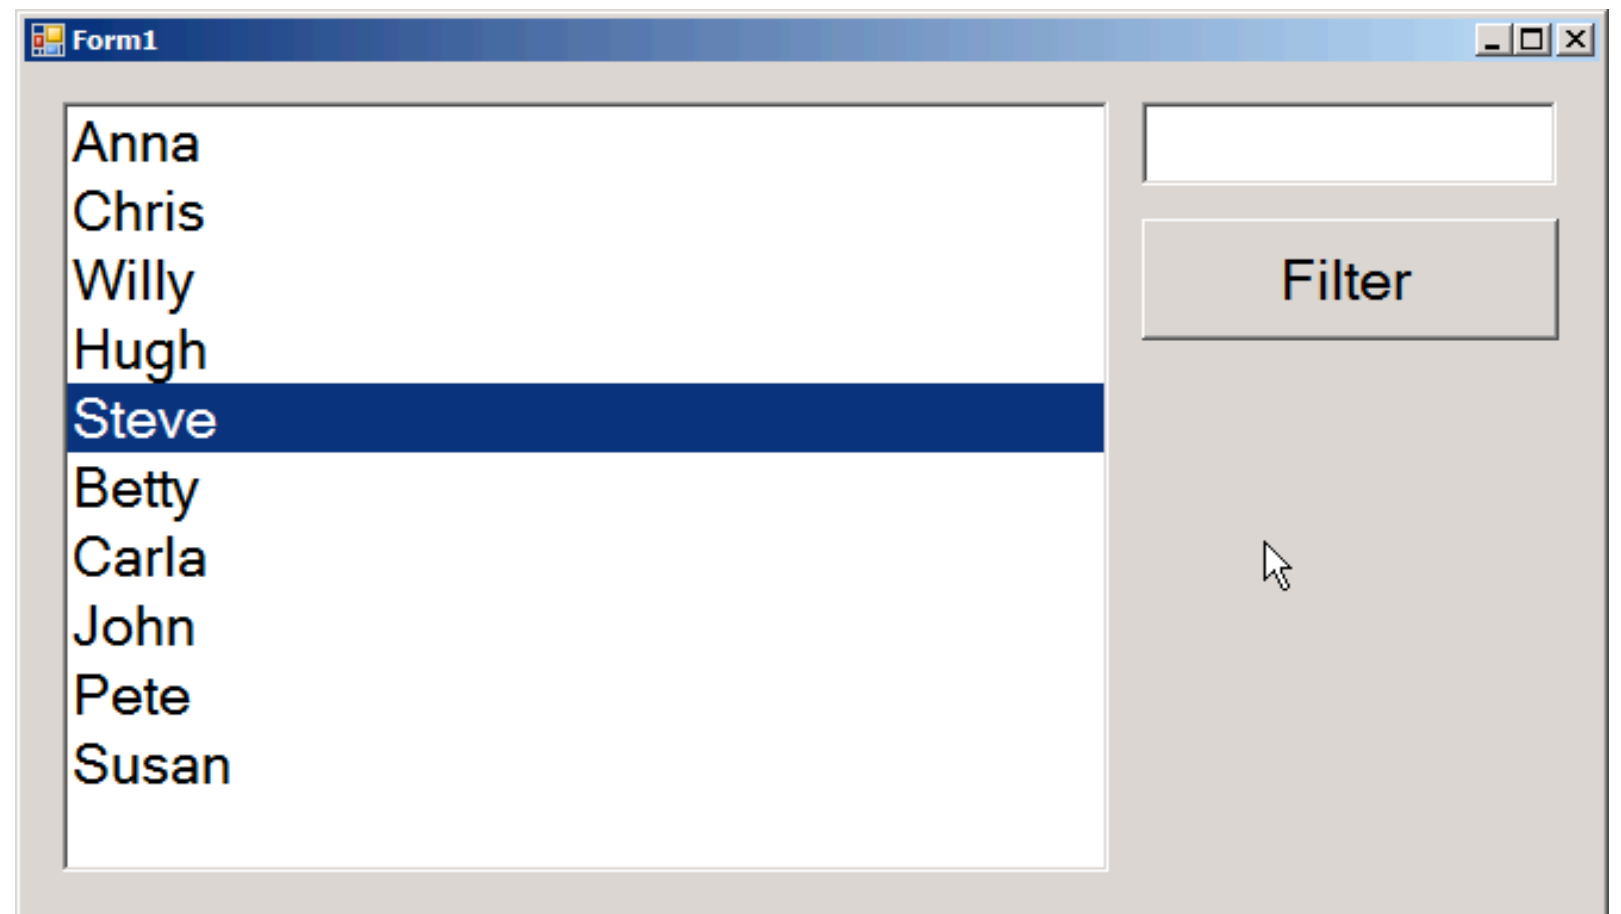 Form1
Anna
Chris
Willy
Hugh
Steve
Betty
Carla
John
Pete
Susan
Filter